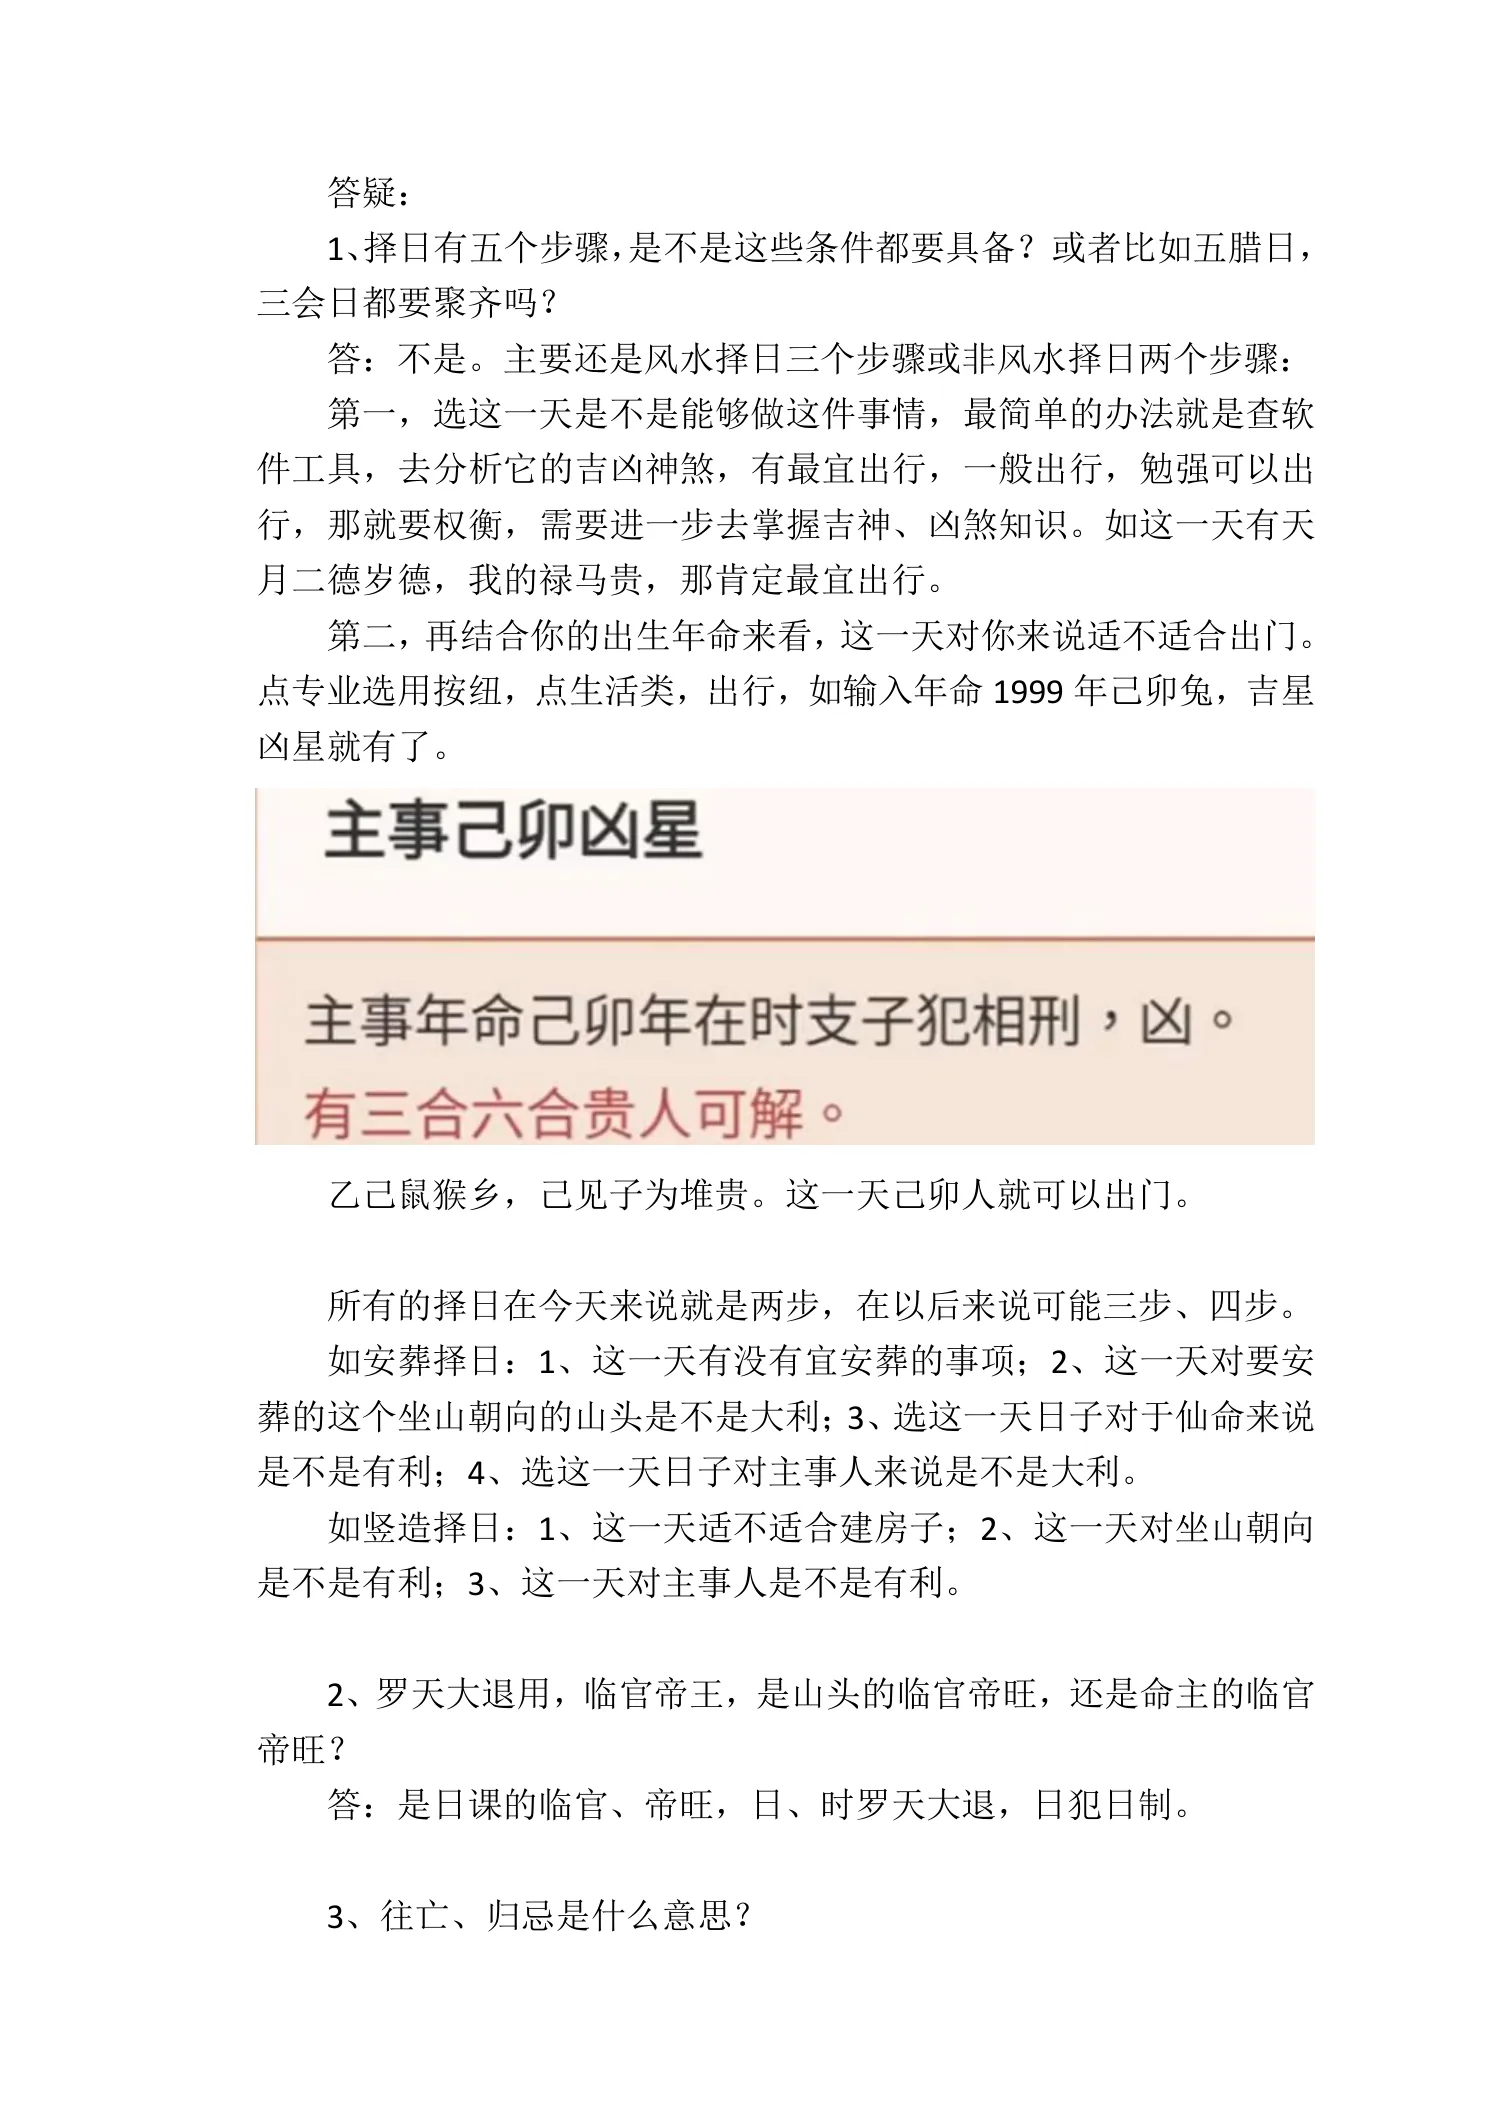 答疑：
1、择日有五个步骤，是不是这些条件都要具备？或者比如五腊日，
三会日都要聚齐吗？
答：不是。主要还是风水择日三个步骤或非风水择日两个步骤：
第一，选这一天是不是能够做这件事情，最简单的办法就是查软
件工具，去分析它的吉凶神煞，有最宜出行，一般出行，勉强可以出
行，那就要权衡，需要进一步去掌握吉神、凶煞知识。如这一天有天
月二德岁德，我的禄马贵，那肯定最宜出行。
第二，再结合你的出生年命来看，这一天对你来说适不适合出门。
点专业选用按纽，点生活类，出行，如输入年命 1999 年己卯兔，吉星
凶星就有了。
主事己卯凶星
主事年命己卯年在时支子犯相刑，凶。
有三合六合贵人可解。
乙己鼠猴乡，己见子为堆贵。这一天己卯人就可以出门。
所有的择日在今天来说就是两步，在以后来说可能三步、四步。
如安葬择日：1、这一天有没有宜安葬的事项；2、这一天对要安
葬的这个坐山朝向的山头是不是大利；3、选这一天日子对于仙命来说
是不是有利；4、选这一天日子对主事人来说是不是大利。
如竖造择日：1、这一天适不适合建房子；2、这一天对坐山朝向
是不是有利；3、这一天对主事人是不是有利。
2、罗天大退用，临官帝王，是山头的临官帝旺，还是命主的临官
帝旺？
答：是日课的临官、帝旺，日、时罗天大退，日犯日制。
3、往亡、归忌是什么意思？